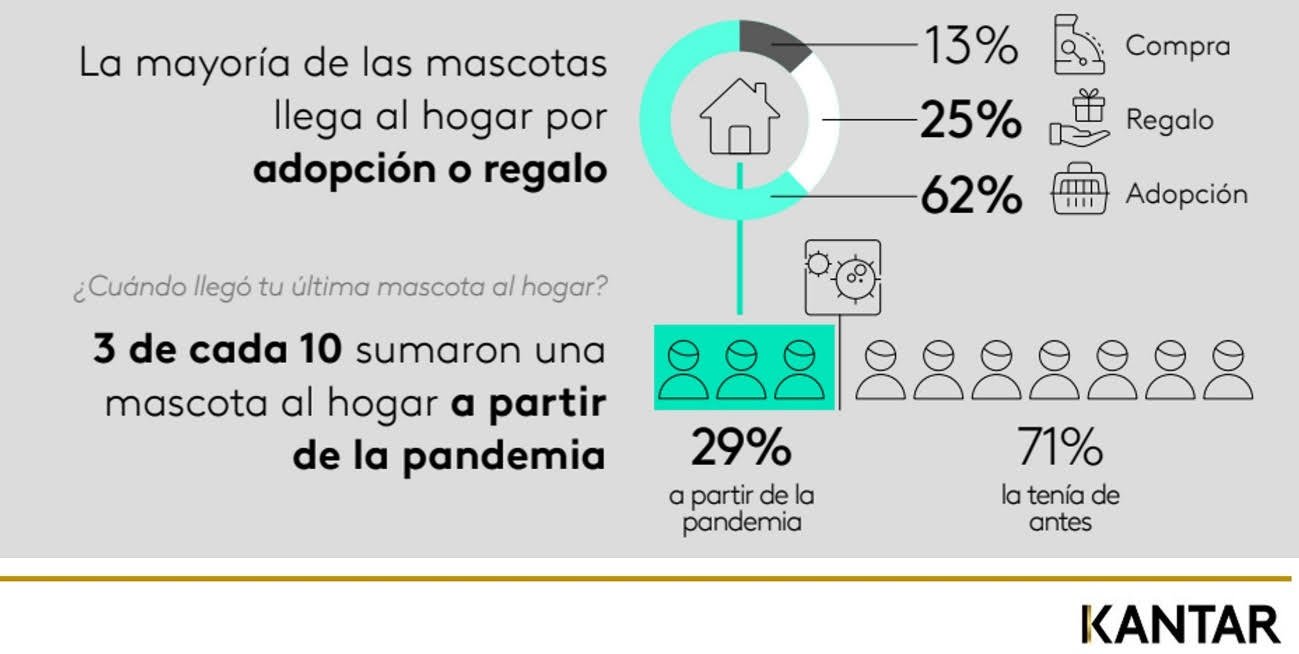 La mayoría de las mascotas
llega al hogar por
adopción o regalo
13% Compra
25% Regalo
62% Adopción
¿Cuándo llegó tu última mascota al hogar?
3 de cada 10 sumaron una
mascota al hogar a partir
de la pandemia
29%
a partir de la
pandemia
71%
la tenía de
antes
KANTAR